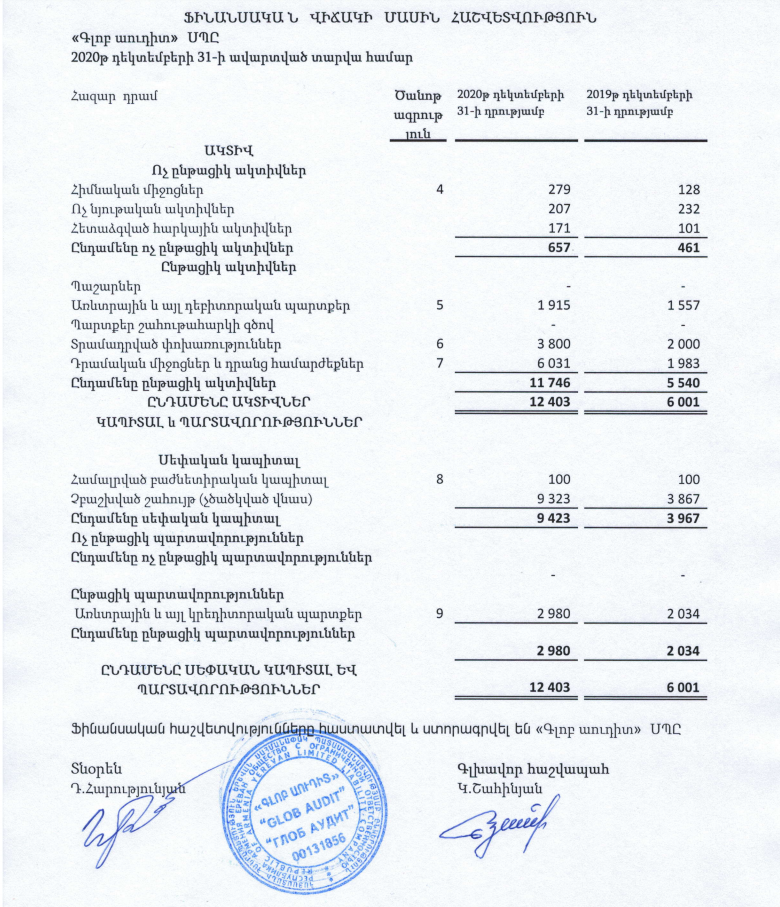 ՖԻՆԱՆՍԱԿԱՆ ՎԻՃԱԿԻ ՄԱՍԻՆ ՀԱՇՎԵՏՎՈՒԹՅՈՒՆ
«Գլոբ աուդիտ» ՍՊԸ
2020թ դեկտեմբերի 31-ի ավարտված տարվա համար
Հազար դրամ Ծանոթ 2020թ դեկտեմբերի 2019թ դեկտեմբերի
ագրութ 31-ի դրությամբ 31-ի դրությամբ
յուն
ԱԿՏԻՎ
Ոչ ընթացիկ ակտիվներ
Հիմնական միջոցներ 4 279 128
Ոչ նյութական ակտիվներ 207 232
Հետաձգված հարկային ակտիվներ 171 101
Ընդամենը ոչ ընթացիկ ակտիվներ 657 461
Ընթացիկ ակտիվներ
Պաշարներ - -
Առևտրային և այլ դեբիտորական պարտքեր 5 1 915 1 557
Պարտքեր շահութահարկի գծով - -
Տրամադրված փոխառություններ 6 3 800 2 000
Դրամական միջոցներ և դրանց համարժեքներ 7 6 031 1 983
Ընդամենը ընթացիկ ակտիվներ 11 746 5 540
ԸՆԴԱՄԵՆԸ ԱԿՏԻՎՆԵՐ 12 403 6 001
ԿԱՊԻՏԱԼ և ՊԱՐՏԱՎՈՐՈՒԹՅՈՒՆՆԵՐ
Սեփական կապիտալ
Համալրված բաժնետիրական կապիտալ 8 100 100
Չբաշխված շահույթ (չծածկված վնաս) 9 323 3 867
Ընդամենը սեփական կապիտալ 9 423 3 967
Ոչ ընթացիկ պարտավորություններ
Ընդամենը ոչ ընթացիկ պարտավորություններ
- -
Ընթացիկ պարտավորություններ
Առևտրային և այլ կրեդիտորական պարտքեր 9 2 980 2 034
Ընդամենը ընթացիկ պարտավորություններ
2 980 2 034
ԸՆԴԱՄԵՆԸ ՍԵՓԱԿԱՆ ԿԱՊԻՏԱԼ ԵՎ
ՊԱՐՏԱՎՈՐՈՒԹՅՈՒՆՆԵՐ 12 403 6 001
Ֆինանսական հաշվետվությունները հաստատվել և ստորագրվել են «Գլոբ աուդիտ» ՍՊԸ
Տնօրեն Գլխավոր հաշվապահ
Դ.Հարությունյան Կ.Շահինյան
«ԳԼՈԲ ԱՈՒԴԻՏ»
"GLOB AUDIT"
"ГЛОБ АУДИТ"
00131856